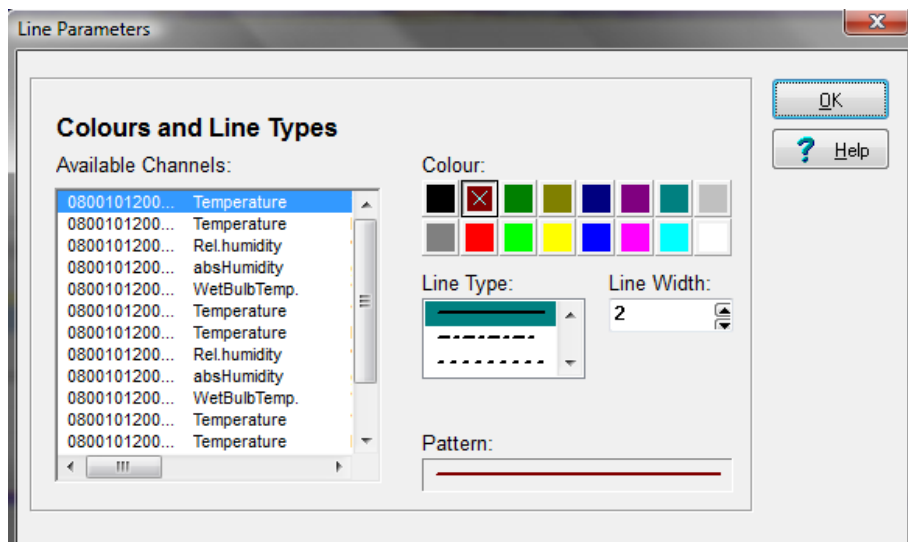 Line Parameters
OK
Help
Colours and Line Types
Available Channels:
0800101200... Temperature
0800101200... Temperature
0800101200... Rel.humidity
0800101200... absHumidity
0800101200... WetBulbTemp.
0800101200... Temperature
0800101200... Temperature
0800101200... Rel.humidity
0800101200... absHumidity
0800101200... WetBulbTemp.
0800101200... Temperature
0800101200... Temperature
Colour:
Line Type:
Line Width:
2
Pattern: